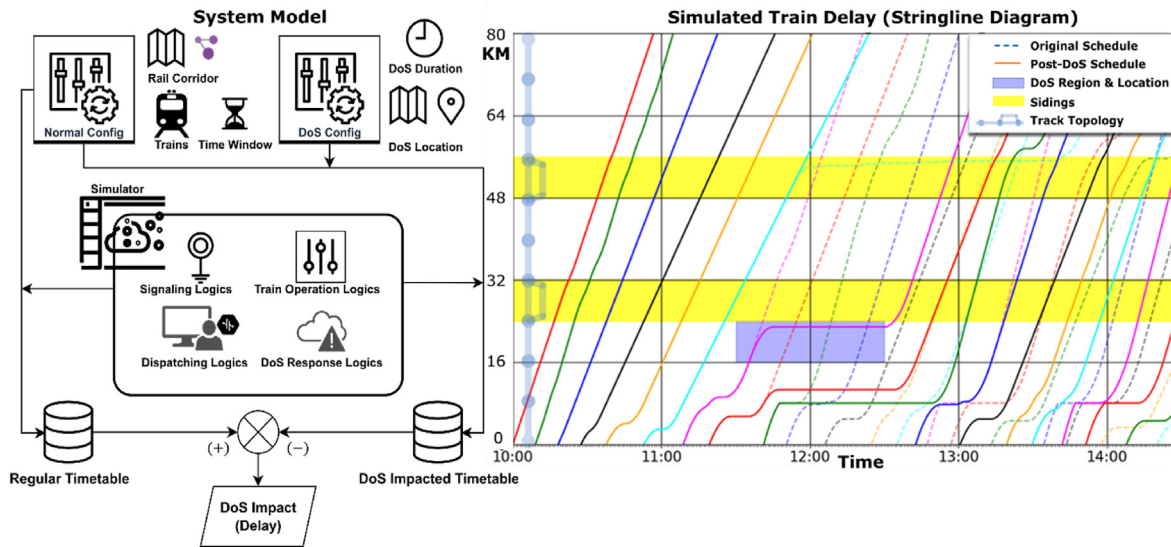 System Model
Normal Config
Rail Corridor
Trains
Time Window
DoS Config
DoS Duration
DoS Location
Simulator
Signaling Logics
Train Operation Logics
Dispatching Logics
DoS Response Logics
(+)
(−)
Regular Timetable
DoS Impacted Timetable
DoS Impact
(Delay)
Simulated Train Delay (Stringline Diagram)
80
KM
64
48
32
16
0
10:00
11:00
12:00
13:00
14:00
Time
Original Schedule
Post-DoS Schedule
DoS Region & Location
Sidings
Track Topology